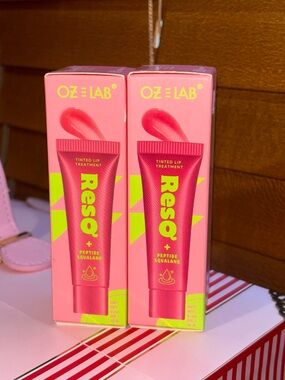 OZ LAB®
TINTED LIP
TREATMENT
ResQ
+
PEPTIDE
SQUALANE
OZ LAB®
TINTED LIP
TREATMENT
ResQ
+
PEPTIDE
SQUALANE